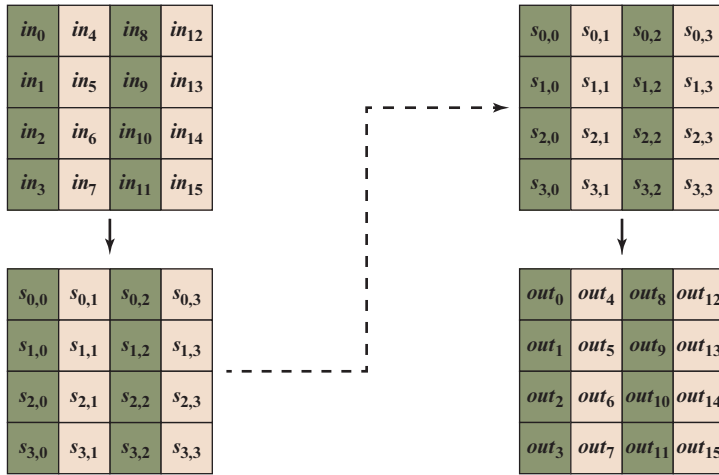 in₀ in₄ in₈ in₁₂
in₁ in₅ in₉ in₁₃
in₂ in₆ in₁₀ in₁₄
in₃ in₇ in₁₁ in₁₅
s₀,₀ s₀,₁ s₀,₂ s₀,₃
s₁,₀ s₁,₁ s₁,₂ s₁,₃
s₂,₀ s₂,₁ s₂,₂ s₂,₃
s₃,₀ s₃,₁ s₃,₂ s₃,₃
s₀,₀ s₀,₁ s₀,₂ s₀,₃
s₁,₀ s₁,₁ s₁,₂ s₁,₃
s₂,₀ s₂,₁ s₂,₂ s₂,₃
s₃,₀ s₃,₁ s₃,₂ s₃,₃
out₀ out₄ out₈ out₁₂
out₁ out₅ out₉ out₁₃
out₂ out₆ out₁₀ out₁₄
out₃ out₇ out₁₁ out₁₅